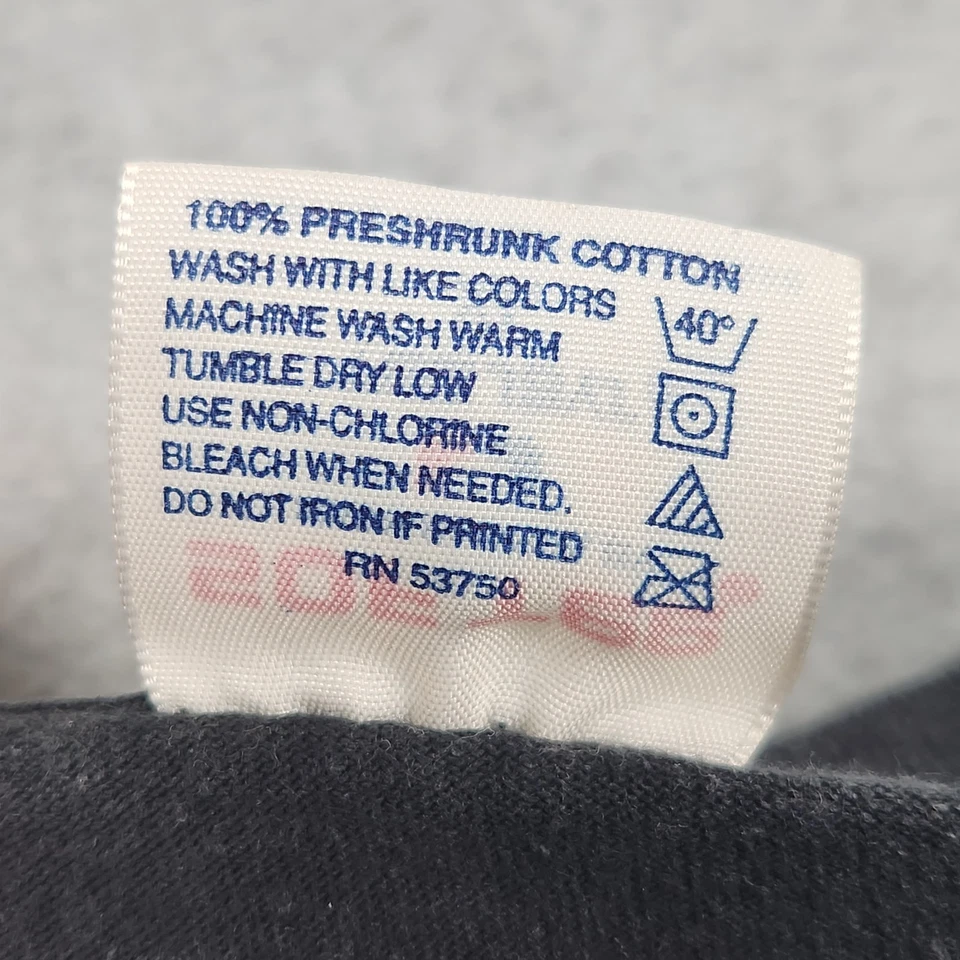 100% PRESHRUNK COTTON
WASH WITH LIKE COLORS
MACHINE WASH WARM
TUMBLE DRY LOW
USE NON-CHLORINE
BLEACH WHEN NEEDED.
DO NOT IRON IF PRINTED
RN 53750
40°